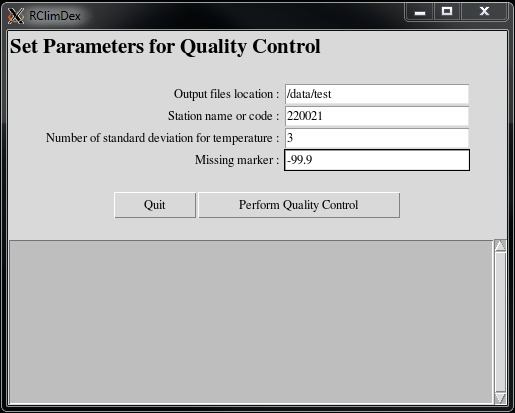 RClimDex
Set Parameters for Quality Control
Output files location : /data/test
Station name or code : 220021
Number of standard deviation for temperature : 3
Missing marker : -99.9
Quit Perform Quality Control